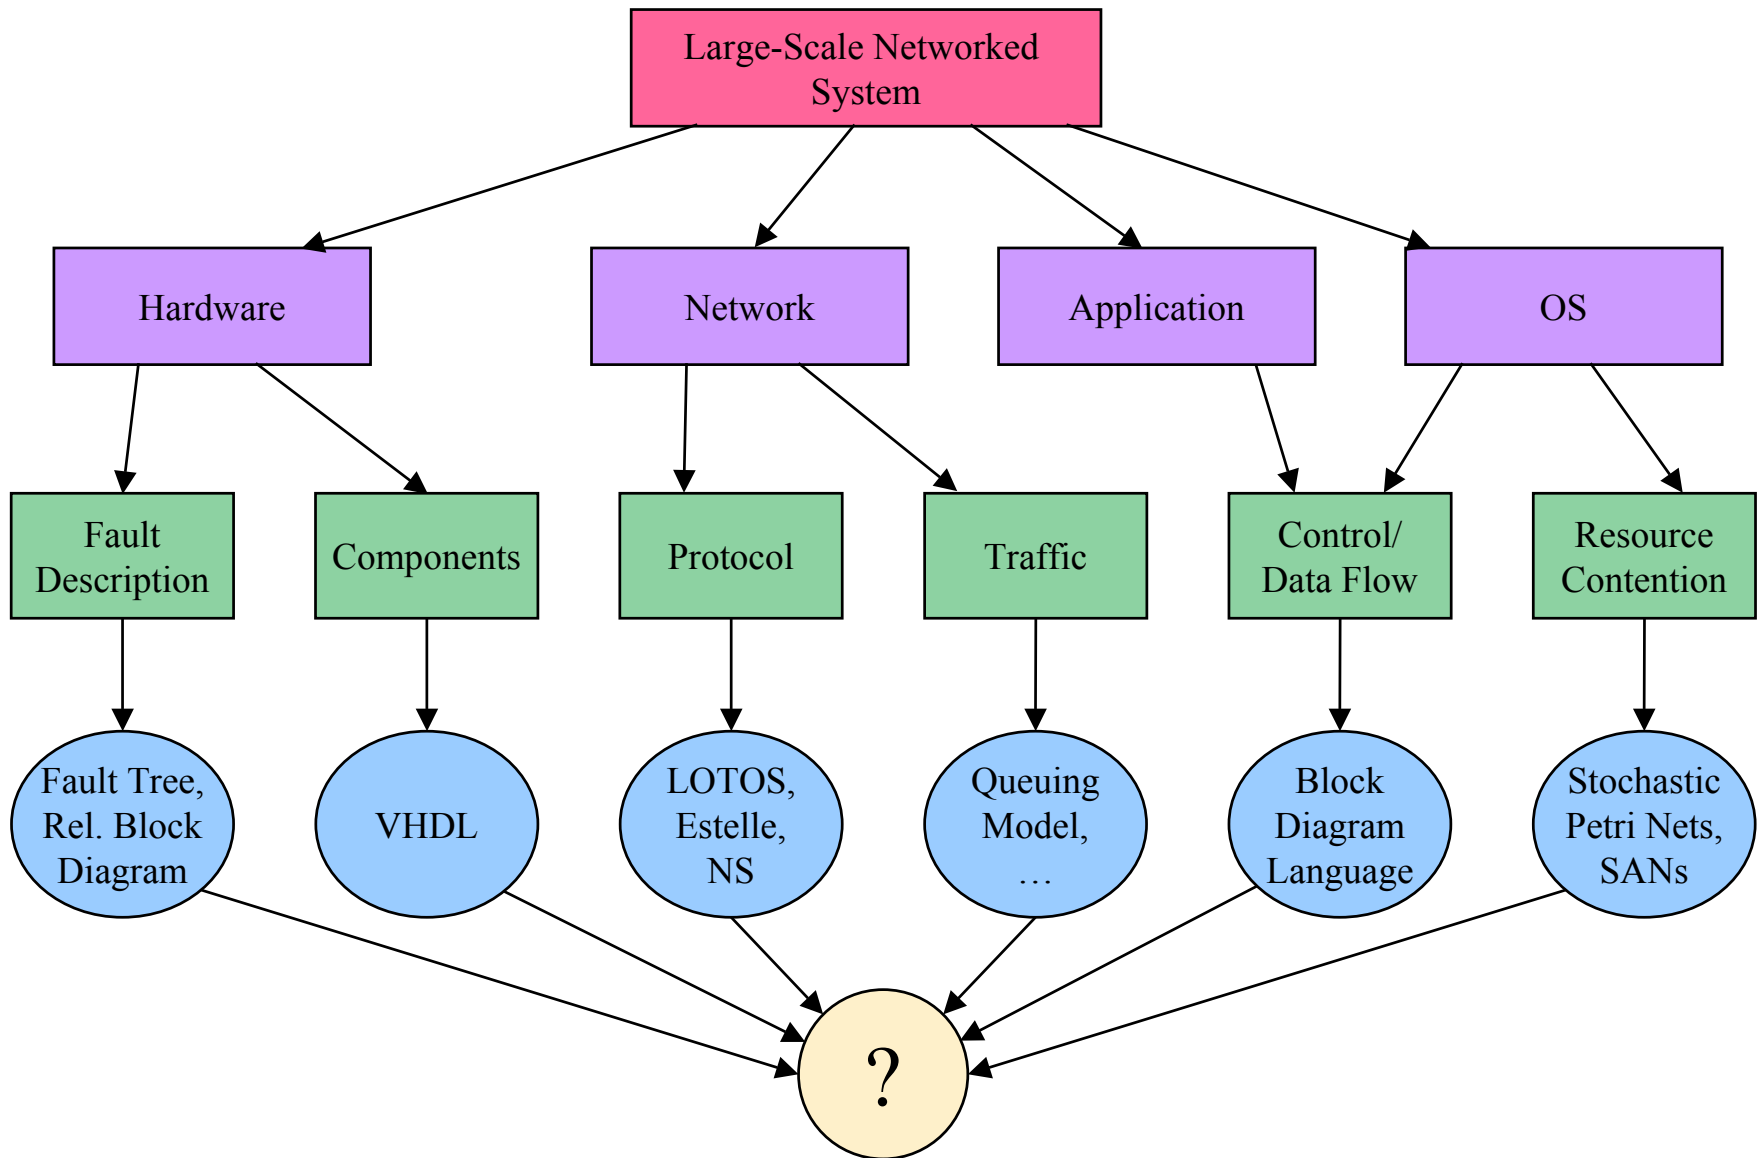 Large-Scale Networked
System
Hardware
Network
Application
OS
Fault
Description
Components
Protocol
Traffic
Control/
Data Flow
Resource
Contention
Fault Tree,
Rel. Block
Diagram
VHDL
LOTOS,
Estelle,
NS
Queuing
Model,
…
Block
Diagram
Language
Stochastic
Petri Nets,
SANs
?